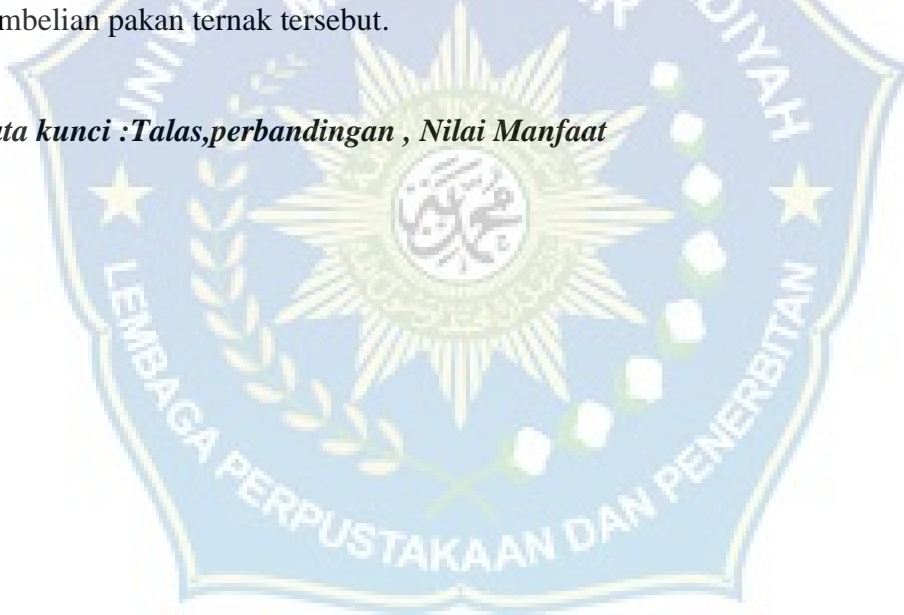 mbelian pakan ternak tersebut.
ta kunci :Talas,perbandingan , Nilai Manfaat
LEMBAGA PERPUSTAKAAN DAN PENERBITAN